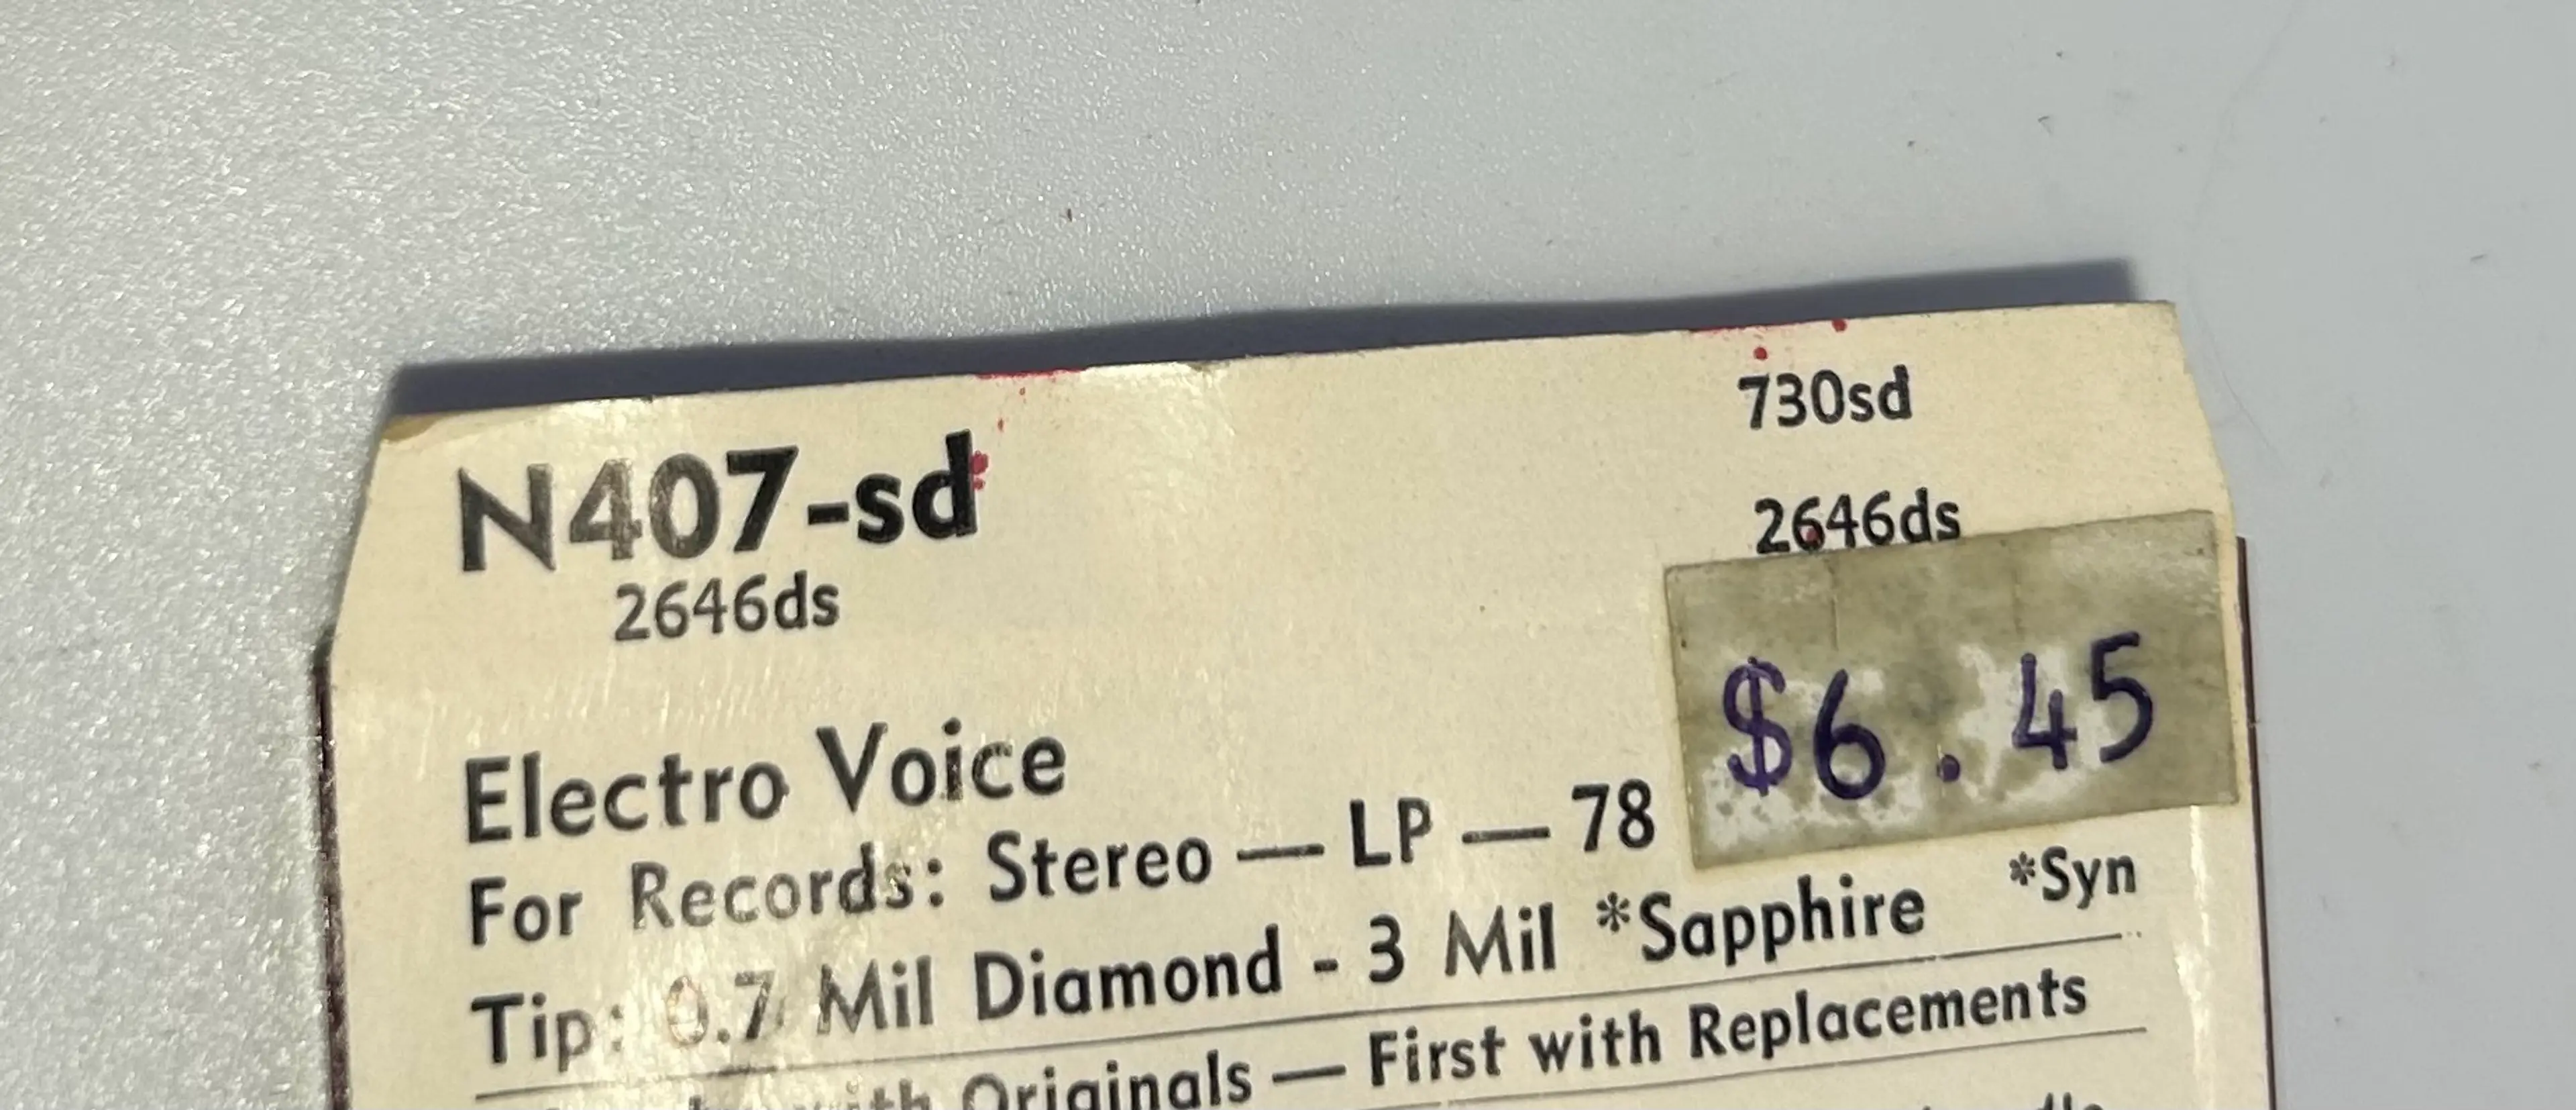 N407-sd
730sd
2646ds
2646ds
$6.45
Electro Voice
For Records: Stereo — LP — 78
Tip: 0.7 Mil Diamond - 3 Mil *Sapphire *Syn
with Originals — First with Replacements